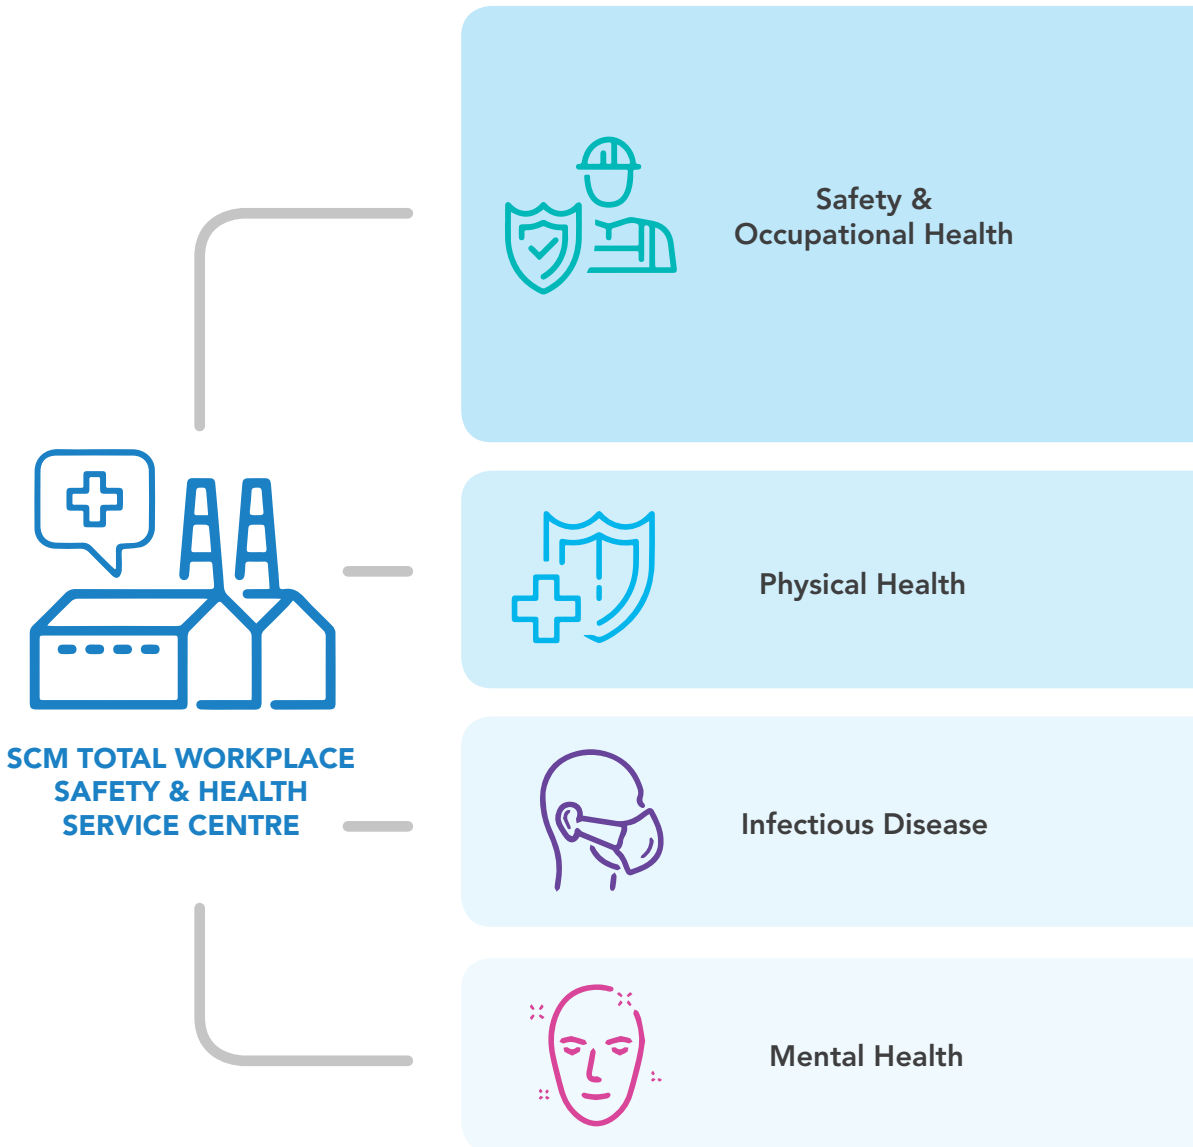 Safety &
Occupational Health
Physical Health
SCM TOTAL WORKPLACE
SAFETY & HEALTH
SERVICE CENTRE
Infectious Disease
Mental Health